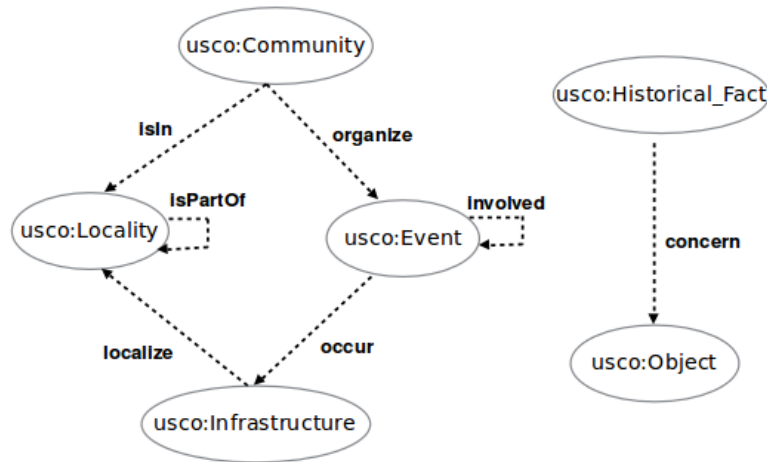 usco:Community
usco:Historical_Fact
isIn
organize
isPartOf
involved
usco:Locality
usco:Event
concern
localize
occur
usco:Object
usco:Infrastructure